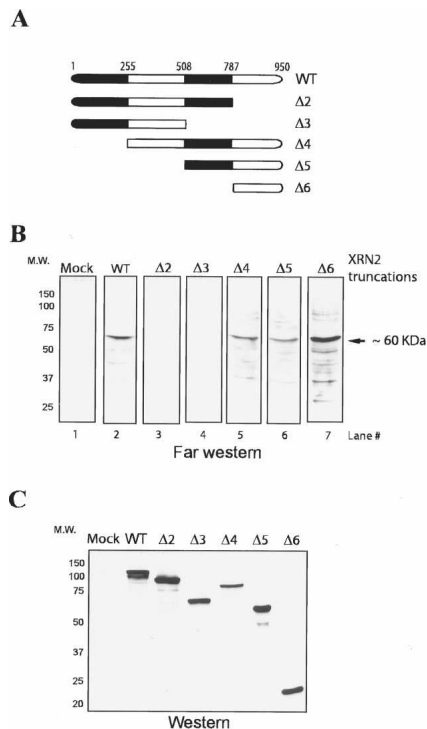 A
1 255 508 787 950
WT
Δ2
Δ3
Δ4
Δ5
Δ6
B
M.W.
Mock WT Δ2 Δ3 Δ4 Δ5 Δ6 XRN2
truncations
150
100
75
50
37
25
~ 60 KDa
1 2 3 4 5 6 7 Lane #
Far western
C
M.W.
Mock WT Δ2 Δ3 Δ4 Δ5 Δ6
150
100
75
50
37
25
20
Western